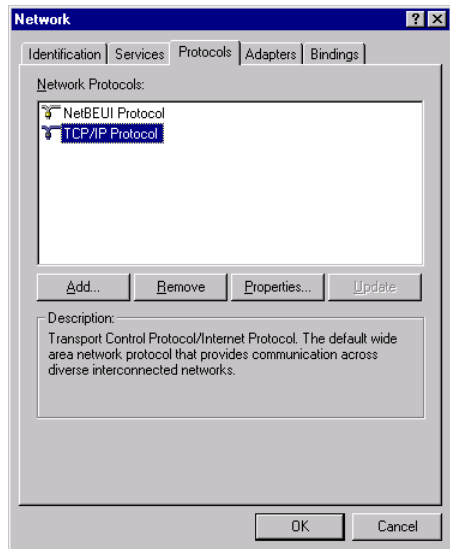 Network
Identification Services Protocols Adapters Bindings
Network Protocols:
NetBEUI Protocol
TCP/IP Protocol
Add... Remove Properties... Update
Description:
Transport Control Protocol/Internet Protocol. The default wide
area network protocol that provides communication across
diverse interconnected networks.
OK Cancel